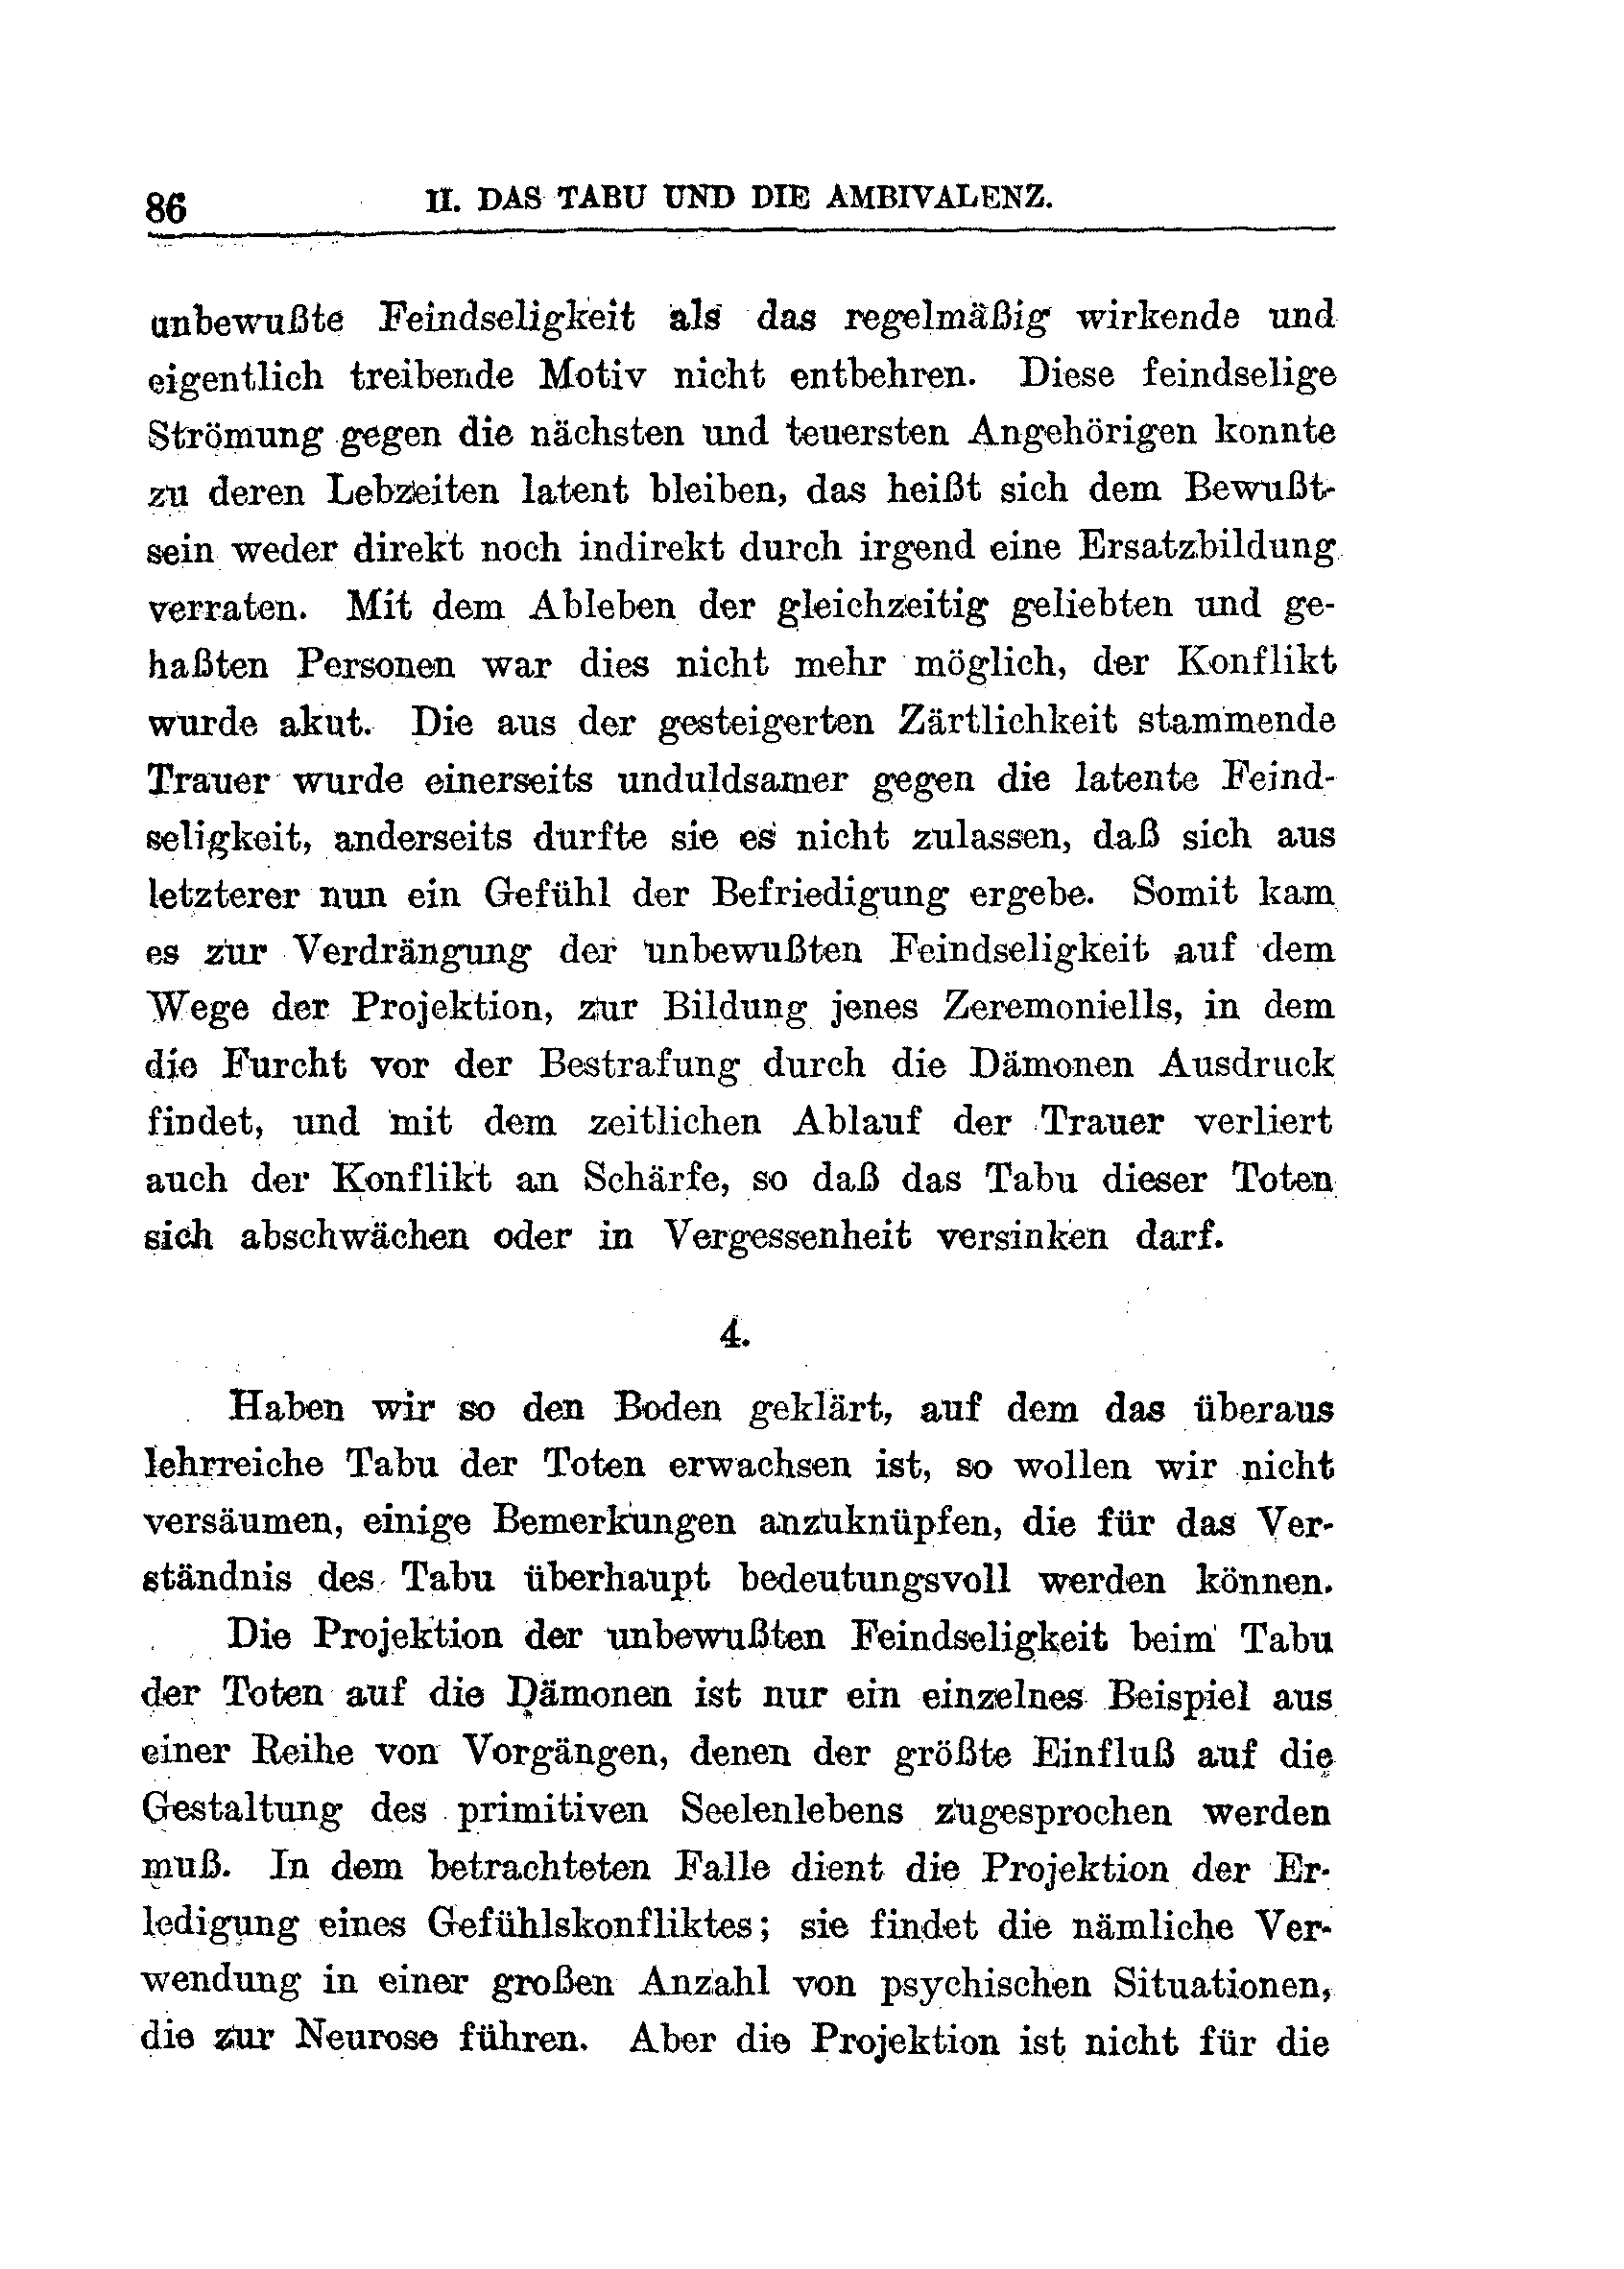 86
II. DAS TABU UND DIE AMBIVALENZ.
unbewußte Feindseligkeit als das regelmäßig wirkende und
eigentlich treibende Motiv nicht entbehren. Diese feindselige
Strömung gegen die nächsten und teuersten Angehörigen konnte
zu deren Lebzeiten latent bleiben, das heißt sich dem Bewußt-
sein weder direkt noch indirekt durch irgend eine Ersatzbildung
verraten. Mit dem Ableben der gleichzeitig geliebten und ge-
haßten Personen war dies nicht mehr möglich, der Konflikt
wurde akut. Die aus der gesteigerten Zärtlichkeit stammende
Trauer wurde einerseits unduldsamer gegen die latente Feind-
seligkeit, anderseits durfte sie es nicht zulassen, daß sich aus
letzterer nun ein Gefühl der Befriedigung ergebe. Somit kam
es zur Verdrängung der unbewußten Feindseligkeit auf dem
Wege der Projektion, zur Bildung jenes Zeremoniells, in dem
die Furcht vor der Bestrafung durch die Dämonen Ausdruck
findet, und mit dem zeitlichen Ablauf der Trauer verliert
auch der Konflikt an Schärfe, so daß das Tabu dieser Toten
sich abschwächen oder in Vergessenheit versinken darf.
4.
Haben wir so den Boden geklärt, auf dem das überaus
lehrreiche Tabu der Toten erwachsen ist, so wollen wir nicht
versäumen, einige Bemerkungen anzuknüpfen, die für das Ver-
ständnis des Tabu überhaupt bedeutungsvoll werden können.
Die Projektion der unbewußten Feindseligkeit beim Tabu
der Toten auf die Dämonen ist nur ein einzelnes Beispiel aus
einer Reihe von Vorgängen, denen der größte Einfluß auf die
Gestaltung des primitiven Seelenlebens zugesprochen werden
muß. In dem betrachteten Falle dient die Projektion der Er-
ledigung eines Gefühlskonfliktes; sie findet die nämliche Ver-
wendung in einer großen Anzahl von psychischen Situationen,
die zur Neurose führen. Aber die Projektion ist nicht für die